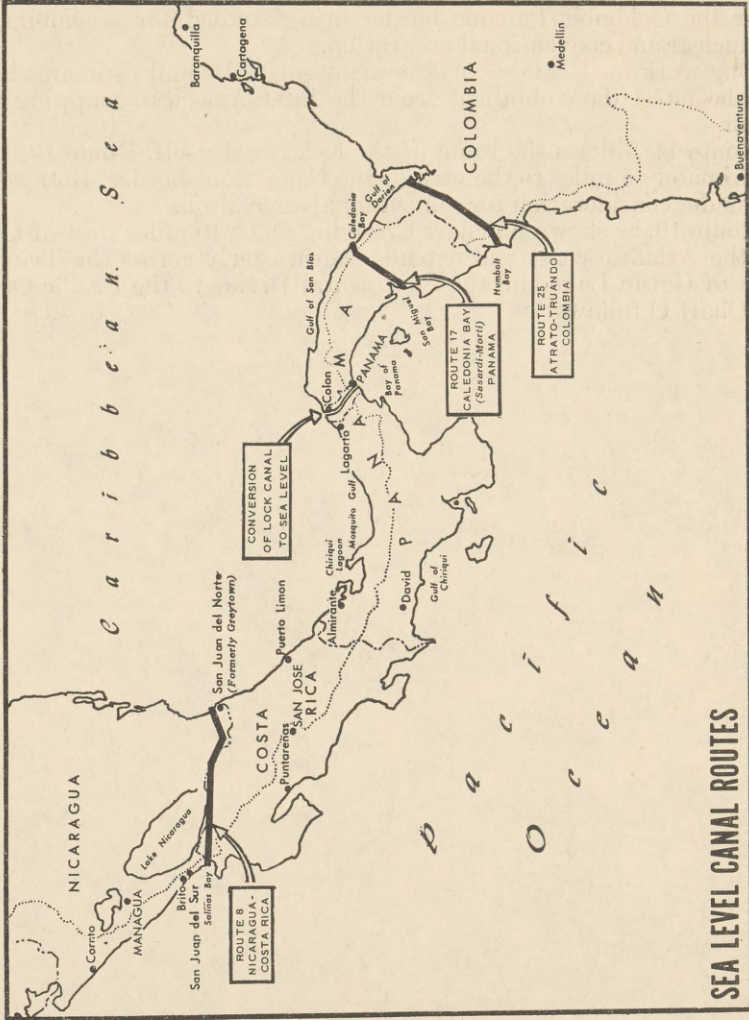 Caribbean Sea
NICARAGUA
Cornto
MANAGUA
Lake Nicaragua
Brito
San Juan del Sur
Salinas Bay
ROUTE 8
NICARAGUA-
COSTA RICA
San Juan del Norte
(Formerly Greytown)
COSTA
RICA
Puerto Limon
SAN JOSE
Puntareñas
Almirante
Chiriqui
Lagoon
Mosquito Gulf
David
Gulf of
Chiriqui
CONVERSION
OF LOCK CANAL
TO SEA LEVEL
Lagarto
Colon
PANAMA
PANAMA
Gulf of San Blas
Bay of
Panama
San Miguel
Bay
Caledonia
Bay
Gulf of
Darien
ROUTE 17
CALEDONIA BAY
PANAMA
(Sasardi-Morti)
Humbolt
Bay
ROUTE 25
ATRATO-TRUANDO
COLOMBIA
COLOMBIA
Baranquilla
Cartagena
Medellin
Buenaventura
Pacific
Ocean
SEA LEVEL CANAL ROUTES